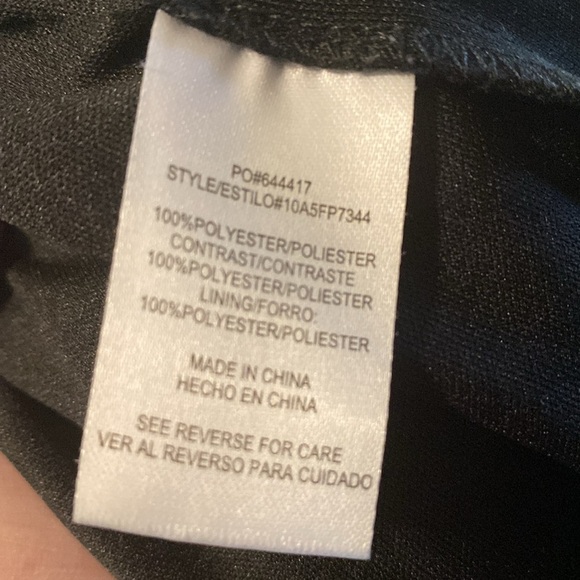 PO#644417
STYLE/ESTILO#10A5FP7344
100%POLYESTER/POLIESTER
CONTRAST/CONTRASTE
100%POLYESTER/POLIESTER
LINING/FORRO:
100%POLYESTER/POLIESTER
MADE IN CHINA
HECHO EN CHINA
SEE REVERSE FOR CARE
VER AL REVERSO PARA CUIDADO